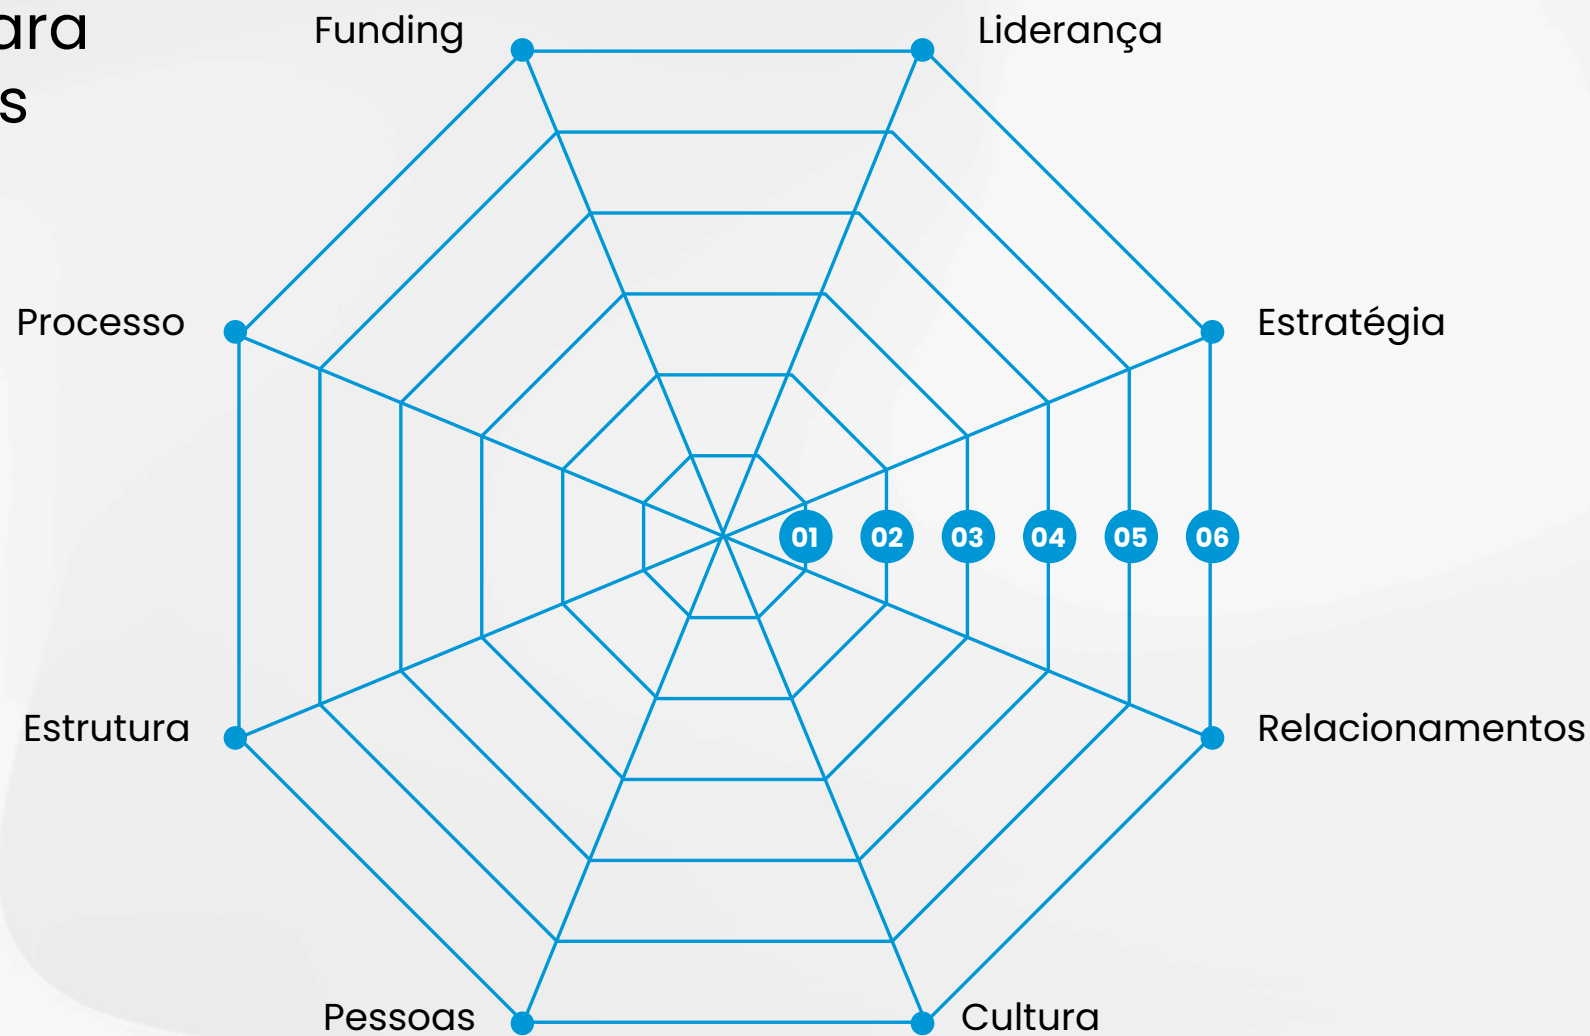 Funding
Liderança
Processo
Estratégia
01 02 03 04 05 06
Estrutura
Relacionamentos
Pessoas
Cultura